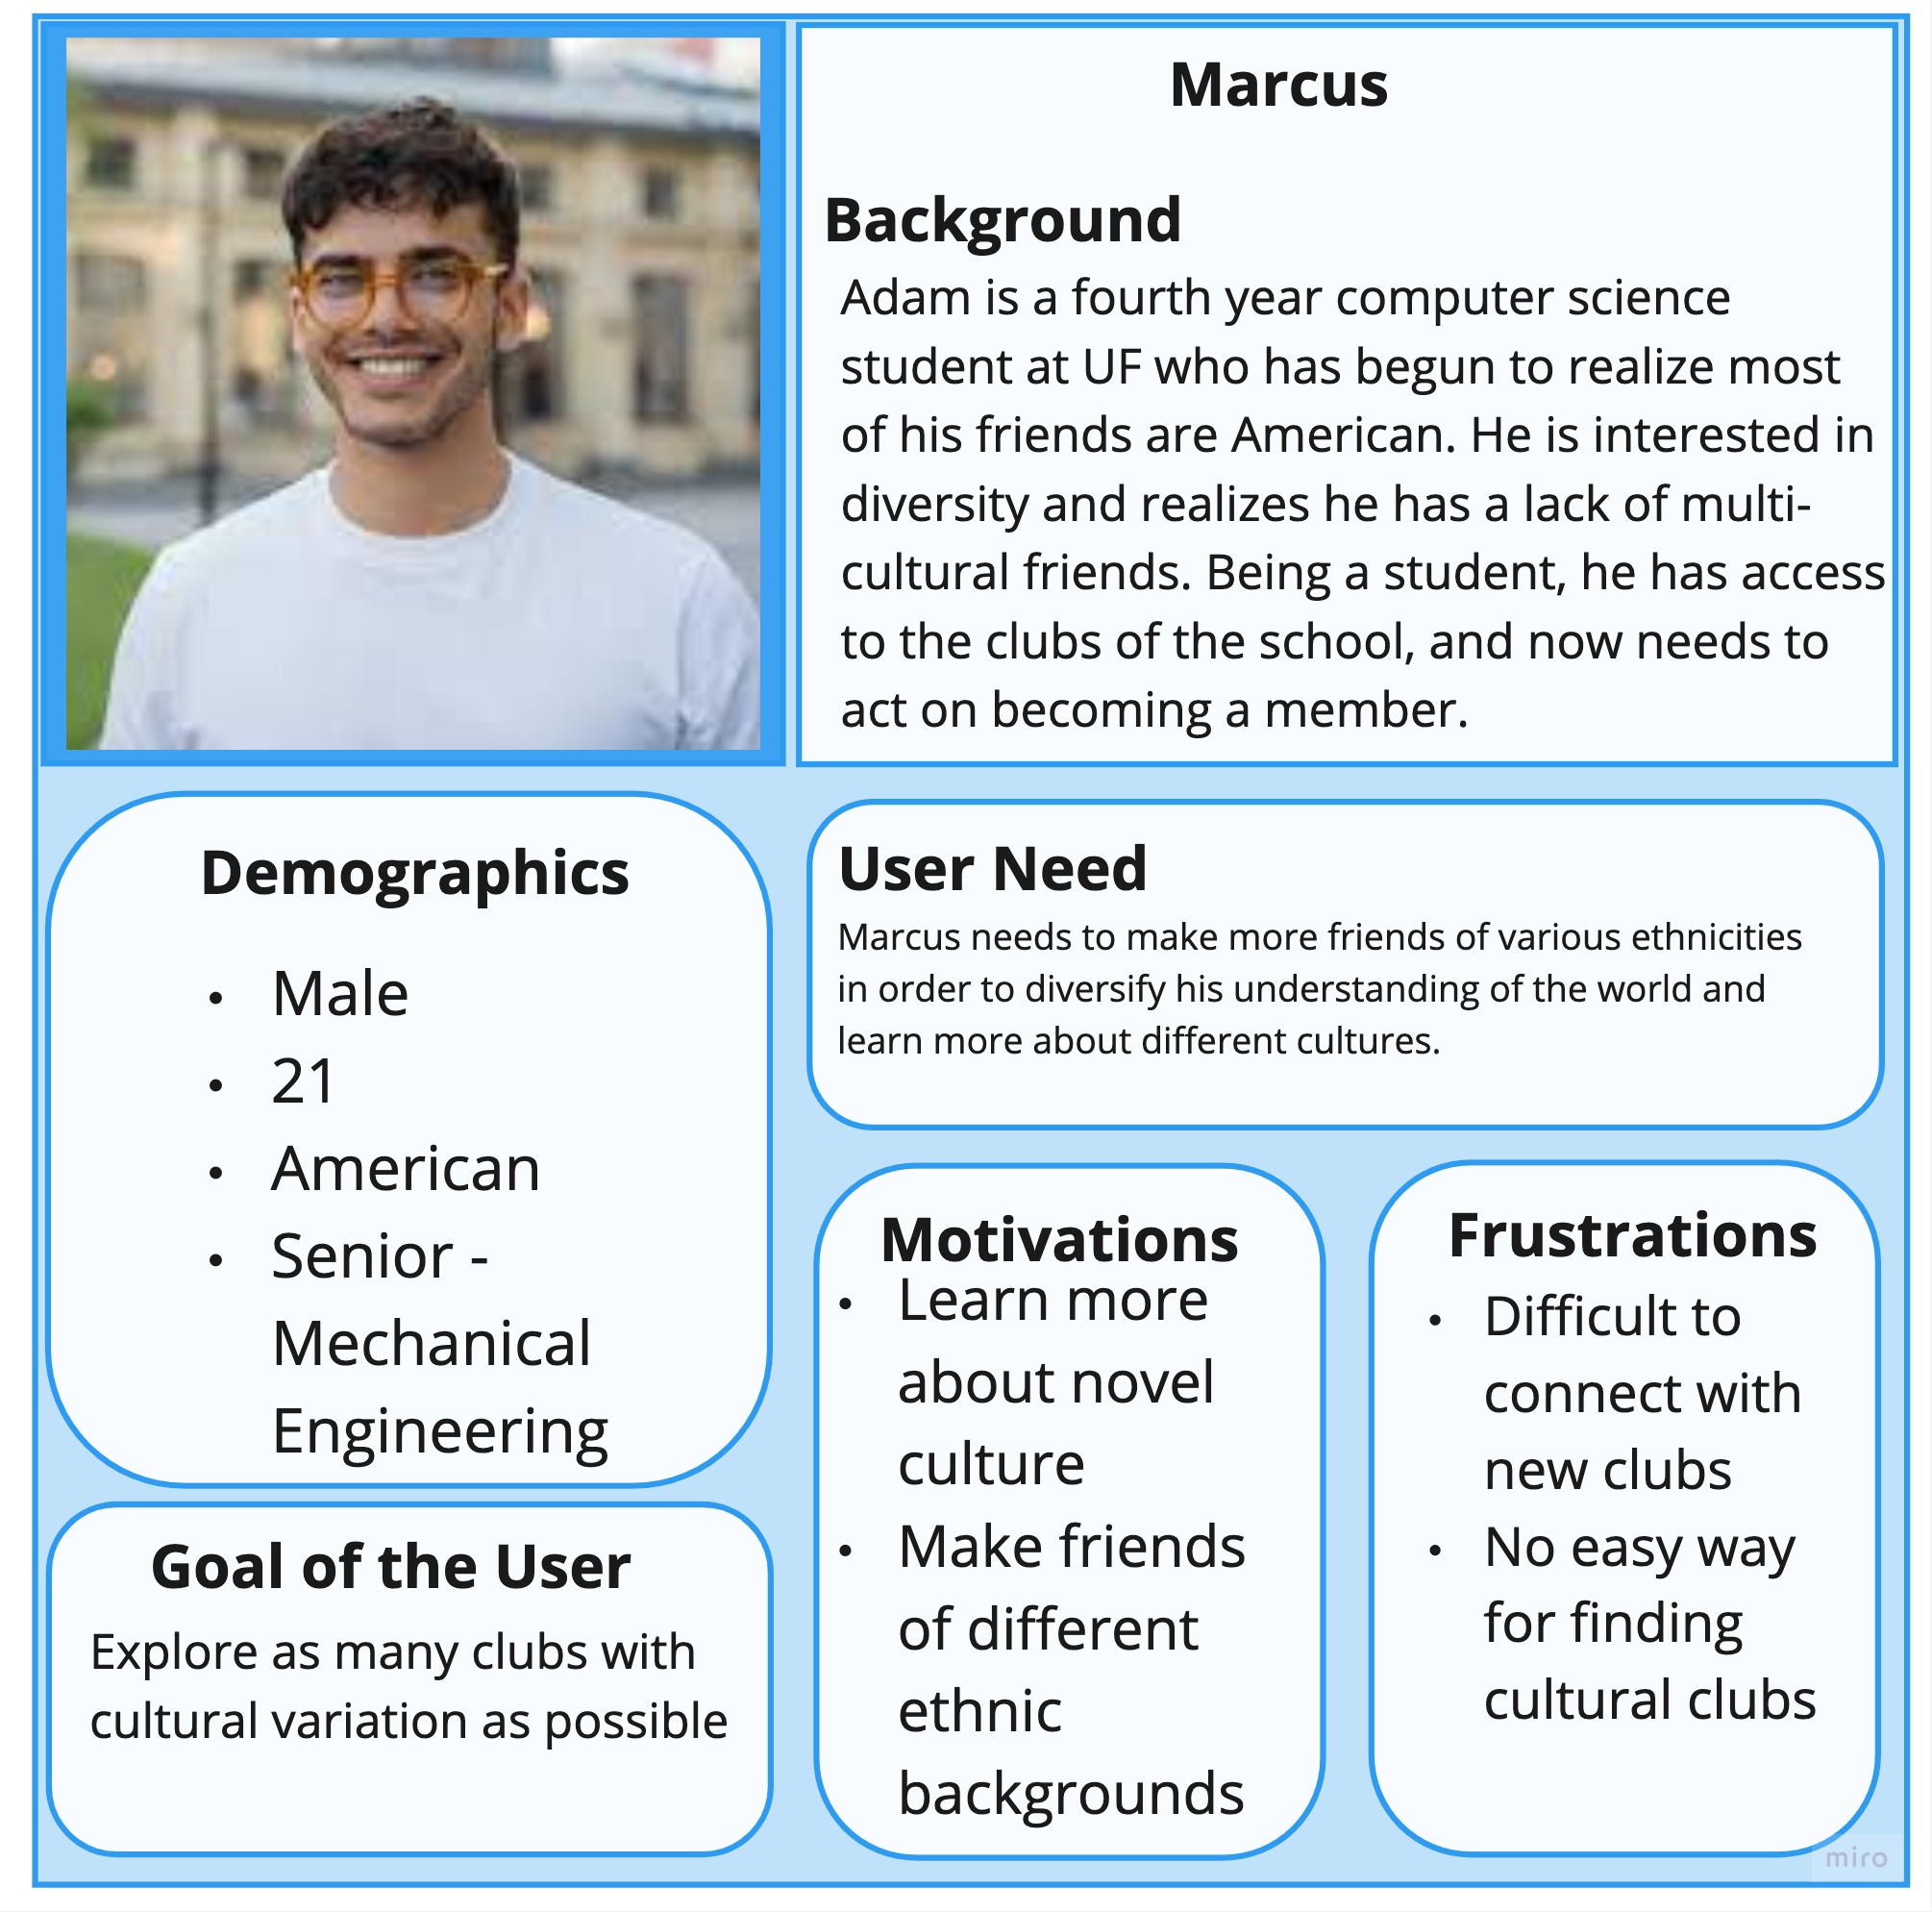 Marcus
Background
Adam is a fourth year computer science
student at UF who has begun to realize most
of his friends are American. He is interested in
diversity and realizes he has a lack of multi-
cultural friends. Being a student, he has access
to the clubs of the school, and now needs to
act on becoming a member.
Demographics
• Male
• 21
• American
• Senior -
Mechanical
Engineering
User Need
Marcus needs to make more friends of various ethnicities
in order to diversify his understanding of the world and
learn more about different cultures.
Goal of the User
Explore as many clubs with
cultural variation as possible
Motivations
• Learn more
about novel
culture
• Make friends
of different
ethnic
backgrounds
Frustrations
• Difficult to
connect with
new clubs
• No easy way
for finding
cultural clubs
miro